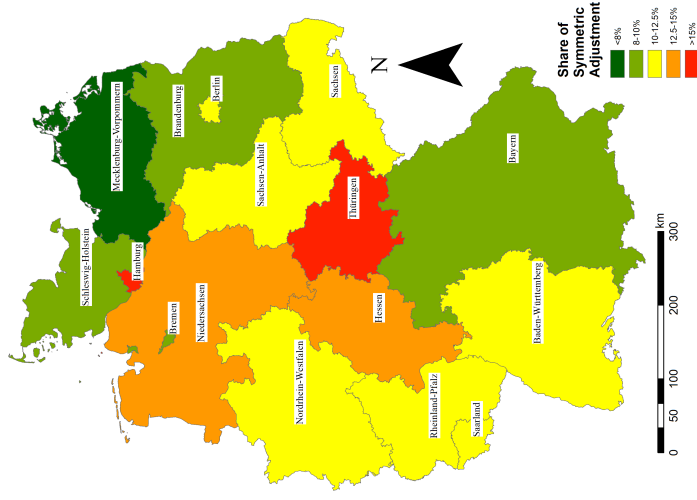 Share of
Symmetric
Adjustment
<8%
8-10%
10-12.5%
12.5-15%
>15%
N
Schleswig-Holstein
Mecklenburg-Vorpommern
Hamburg
Bremen
Niedersachsen
Brandenburg
Berlin
Sachsen-Anhalt
Sachsen
Nordrhein-Westfalen
Hessen
Thüringen
Rheinland-Pfalz
Saarland
Baden-Württemberg
Bayern
0 50 100 200 300
km